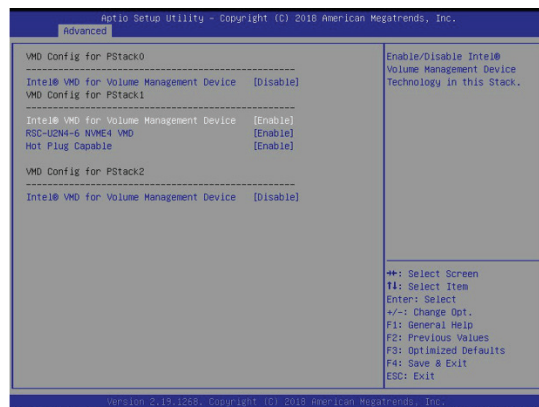 Aptio Setup Utility - Copyright (C) 2018 American Megatrends, Inc.
Advanced
VMD Config for PStack0
--------------------------------------------------
Intel® VMD for Volume Management Device [Disable]
VMD Config for PStack1
--------------------------------------------------
Intel® VMD for Volume Management Device [Enable]
RSC-U2N4-6 NVME4 VMD [Enable]
Hot Plug Capable [Enable]
VMD Config for PStack2
--------------------------------------------------
Intel® VMD for Volume Management Device [Disable]
Enable/Disable Intel®
Volume Management Device
Technology in this Stack.
→←: Select Screen
↑↓: Select Item
Enter: Select
+/-: Change Opt.
F1: General Help
F2: Previous Values
F3: Optimized Defaults
F4: Save & Exit
ESC: Exit
Version 2.19.1268. Copyright (C) 2018 American Megatrends, Inc.